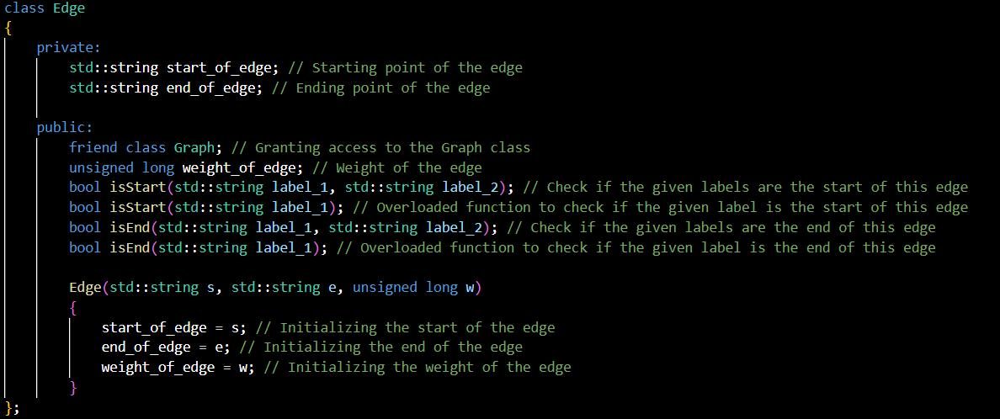 class Edge
{
    private:
        std::string start_of_edge; // Starting point of the edge
        std::string end_of_edge; // Ending point of the edge

    public:
        friend class Graph; // Granting access to the Graph class
        unsigned long weight_of_edge; // Weight of the edge
        bool isStart(std::string label_1, std::string label_2); // Check if the given labels are the start of this edge
        bool isStart(std::string label_1); // Overloaded function to check if the given label is the start of this edge
        bool isEnd(std::string label_1, std::string label_2); // Check if the given labels are the end of this edge
        bool isEnd(std::string label_1); // Overloaded function to check if the given label is the end of this edge

        Edge(std::string s, std::string e, unsigned long w)
        {
            start_of_edge = s; // Initializing the start of the edge
            end_of_edge = e; // Initializing the end of the edge
            weight_of_edge = w; // Initializing the weight of the edge
        }
};